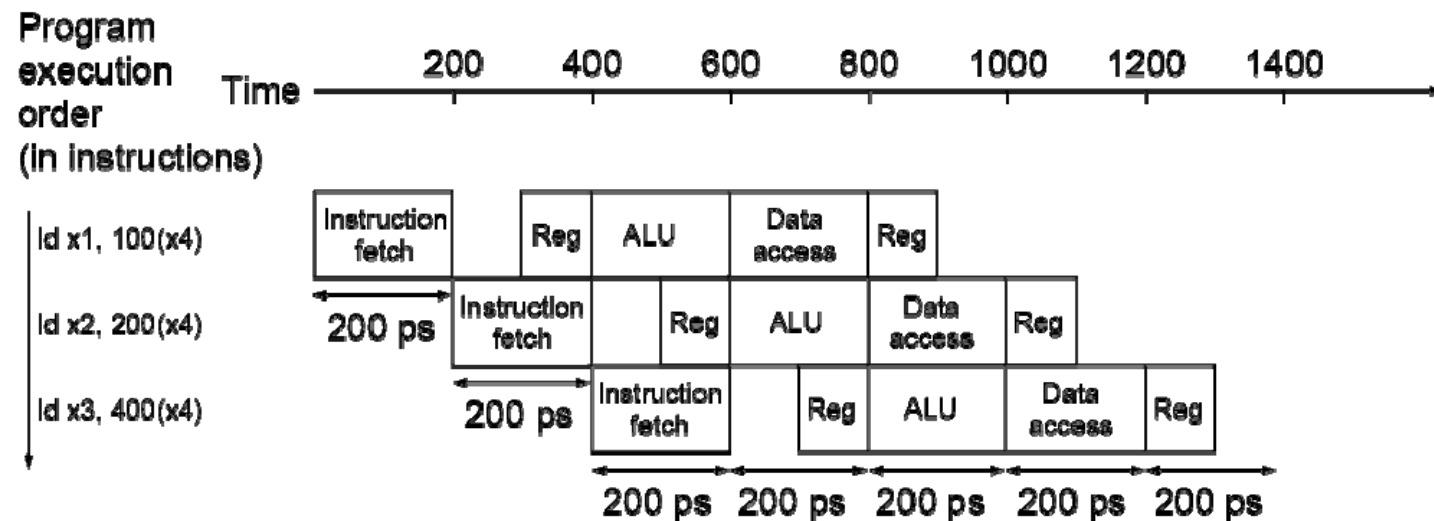 Program
execution
order
(in instructions)
Time
200 400 600 800 1000 1200 1400
ld x1, 100(x4)
Instruction
fetch
Reg
ALU
Data
access
Reg
200 ps
ld x2, 200(x4)
Instruction
fetch
Reg
ALU
Data
access
Reg
200 ps
ld x3, 400(x4)
Instruction
fetch
Reg
ALU
Data
access
Reg
200 ps 200 ps 200 ps 200 ps 200 ps